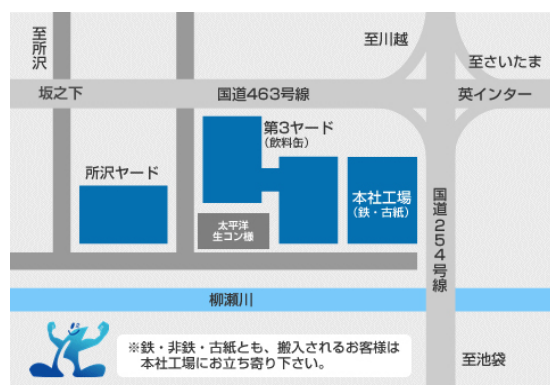 至所沢
至川越
至さいたま
坂之下
国道463号線
英インター
第3ヤード
(飲料缶)
所沢ヤード
本社工場
(鉄・古紙)
太平洋
生コン様
国道254号線
柳瀬川
※鉄・非鉄・古紙とも、搬入されるお客様は
本社工場にお立ち寄り下さい。
至池袋